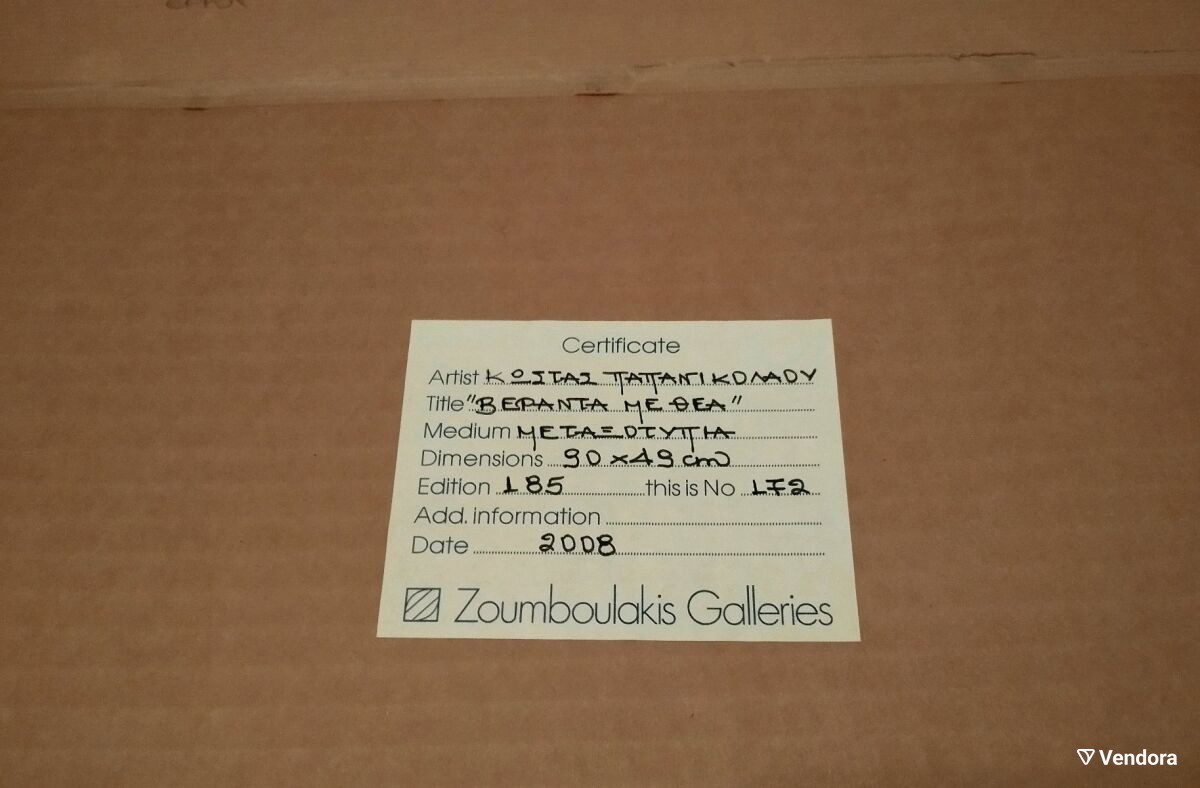 Certificate
Artist ΚΩΣΤΑΣ ΠΑΠΑΝΙΚΟΛΑΟΥ
Title "ΒΕΡΑΝΤΑ ΜΕ ΘΕΑ"
Medium ΜΕΤΑΞΟΤΥΠΙΑ
Dimensions 90x49 cm
Edition 185 this is No 172
Add. information
Date 2008
Zoumboulakis Galleries
Vendora